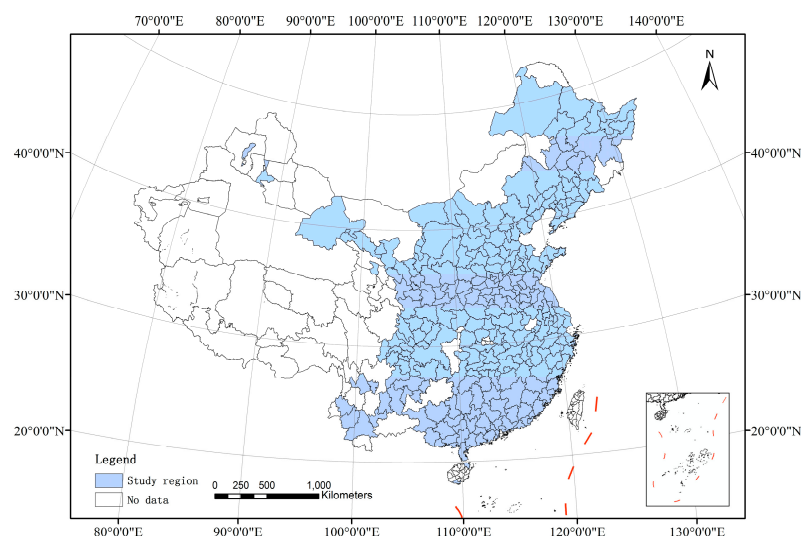 70°0'0"E 80°0'0"E 90°0'0"E 100°0'0"E 110°0'0"E 120°0'0"E 130°0'0"E 140°0'0"E
N
40°0'0"N 40°0'0"N
30°0'0"N 30°0'0"N
20°0'0"N 20°0'0"N
Legend
Study region
No data
0 250 500 1,000
Kilometers
80°0'0"E 90°0'0"E 100°0'0"E 110°0'0"E 120°0'0"E 130°0'0"E